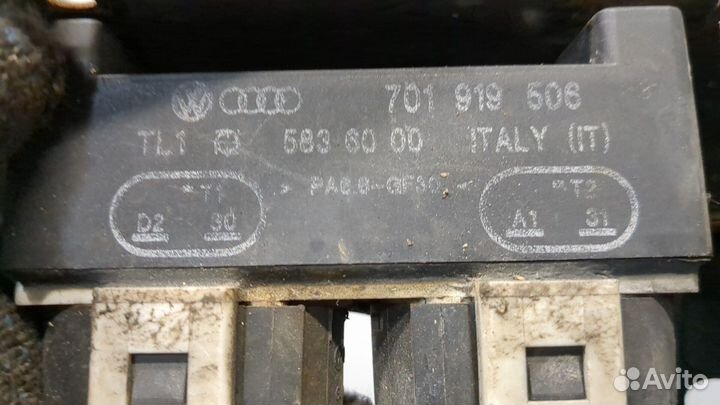 701 919 506
TL1 583 60 00 ITALY (IT)
T1 > PA6.6-GF30 < T2
D2 30 A1 31
Avito